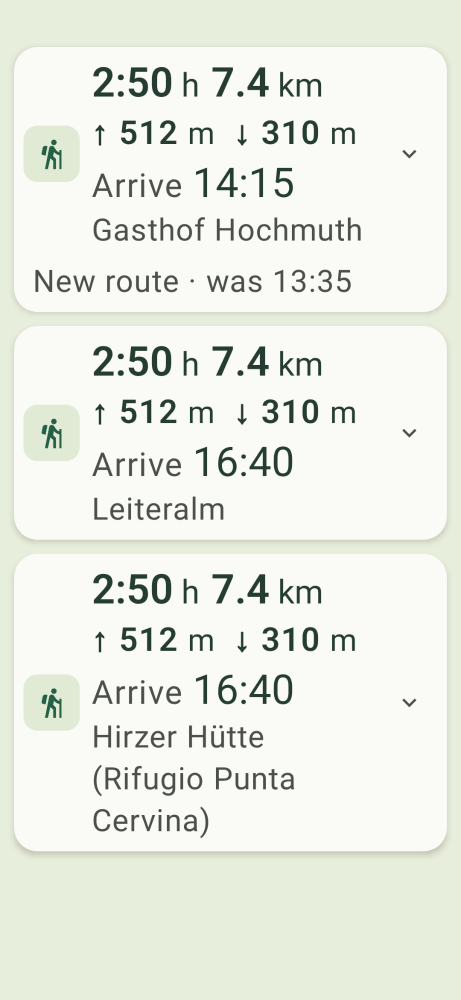 2:50 h 7.4 km
↑ 512 m ↓ 310 m
Arrive 14:15
Gasthof Hochmuth
New route · was 13:35
2:50 h 7.4 km
↑ 512 m ↓ 310 m
Arrive 16:40
Leiteralm
2:50 h 7.4 km
↑ 512 m ↓ 310 m
Arrive 16:40
Hirzer Hütte
(Rifugio Punta
Cervina)